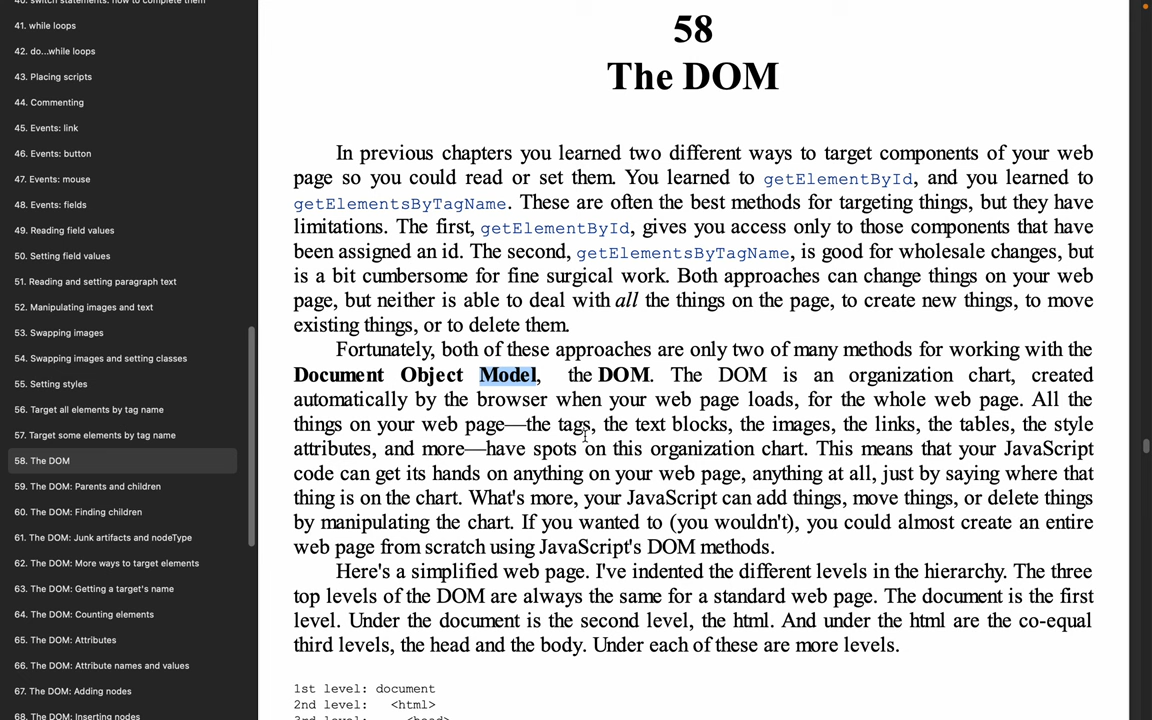 40. switch statements: how to complete them
41. while loops
42. do...while loops
43. Placing scripts
44. Commenting
45. Events: link
46. Events: button
47. Events: mouse
48. Events: fields
49. Reading field values
50. Setting field values
51. Reading and setting paragraph text
52. Manipulating images and text
53. Swapping images
54. Swapping images and setting classes
55. Setting styles
56. Target all elements by tag name
57. Target some elements by tag name
58. The DOM
59. The DOM: Parents and children
60. The DOM: Finding children
61. The DOM: Junk artifacts and nodeType
62. The DOM: More ways to target elements
63. The DOM: Getting a target's name
64. The DOM: Counting elements
65. The DOM: Attributes
66. The DOM: Attribute names and values
67. The DOM: Adding nodes
68. The DOM: Inserting nodes
58
The DOM
In previous chapters you learned two different ways to target components of your web
page so you could read or set them. You learned to getElementById, and you learned to
getElementsByTagName. These are often the best methods for targeting things, but they have
limitations. The first, getElementById, gives you access only to those components that have
been assigned an id. The second, getElementsByTagName, is good for wholesale changes, but
is a bit cumbersome for fine surgical work. Both approaches can change things on your web
page, but neither is able to deal with all the things on the page, to create new things, to move
existing things, or to delete them.
Fortunately, both of these approaches are only two of many methods for working with the
Document Object Model, the DOM. The DOM is an organization chart, created
automatically by the browser when your web page loads, for the whole web page. All the
things on your web page—the tags, the text blocks, the images, the links, the tables, the style
attributes, and more—have spots on this organization chart. This means that your JavaScript
code can get its hands on anything on your web page, anything at all, just by saying where that
thing is on the chart. What's more, your JavaScript can add things, move things, or delete things
by manipulating the chart. If you wanted to (you wouldn't), you could almost create an entire
web page from scratch using JavaScript's DOM methods.
Here's a simplified web page. I've indented the different levels in the hierarchy. The three
top levels of the DOM are always the same for a standard web page. The document is the first
level. Under the document is the second level, the html. And under the html are the co-equal
third levels, the head and the body. Under each of these are more levels.
1st level: document
2nd level: <html>
3rd level: <head>